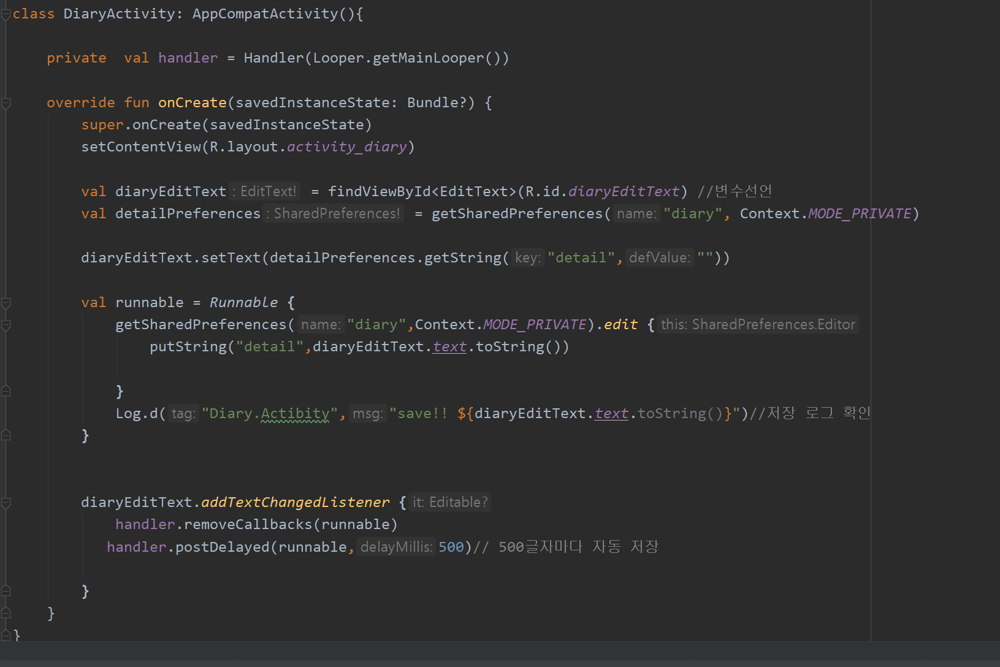 class DiaryActivity: AppCompatActivity(){
private  val handler = Handler(Looper.getMainLooper())
override fun onCreate(savedInstanceState: Bundle?) {
super.onCreate(savedInstanceState)
setContentView(R.layout.activity_diary)
val diaryEditText : EditText! = findViewById<EditText>(R.id.diaryEditText) //변수선언
val detailPreferences : SharedPreferences! = getSharedPreferences( name: "diary", Context.MODE_PRIVATE)
diaryEditText.setText(detailPreferences.getString( key: "detail", defValue: ""))
val runnable = Runnable {
getSharedPreferences( name: "diary",Context.MODE_PRIVATE).edit { this: SharedPreferences.Editor
putString("detail",diaryEditText.text.toString())
}
Log.d( tag: "Diary.Actibity", msg: "save!! ${diaryEditText.text.toString()}")//저장 로그 확인
}
diaryEditText.addTextChangedListener { it: Editable?
handler.removeCallbacks(runnable)
handler.postDelayed(runnable, delayMillis: 500)// 500글자마다 자동 저장
}
}
}